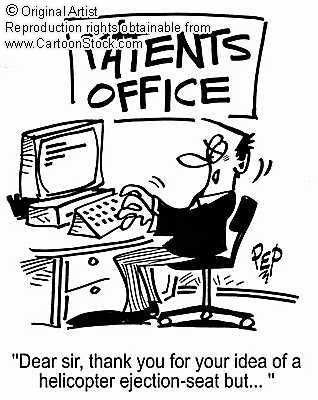 © Original Artist
Reproduction rights obtainable from
www.CartoonStock.com
PATENTS
OFFICE
PEP
"Dear sir, thank you for your idea of a
helicopter ejection-seat but... "